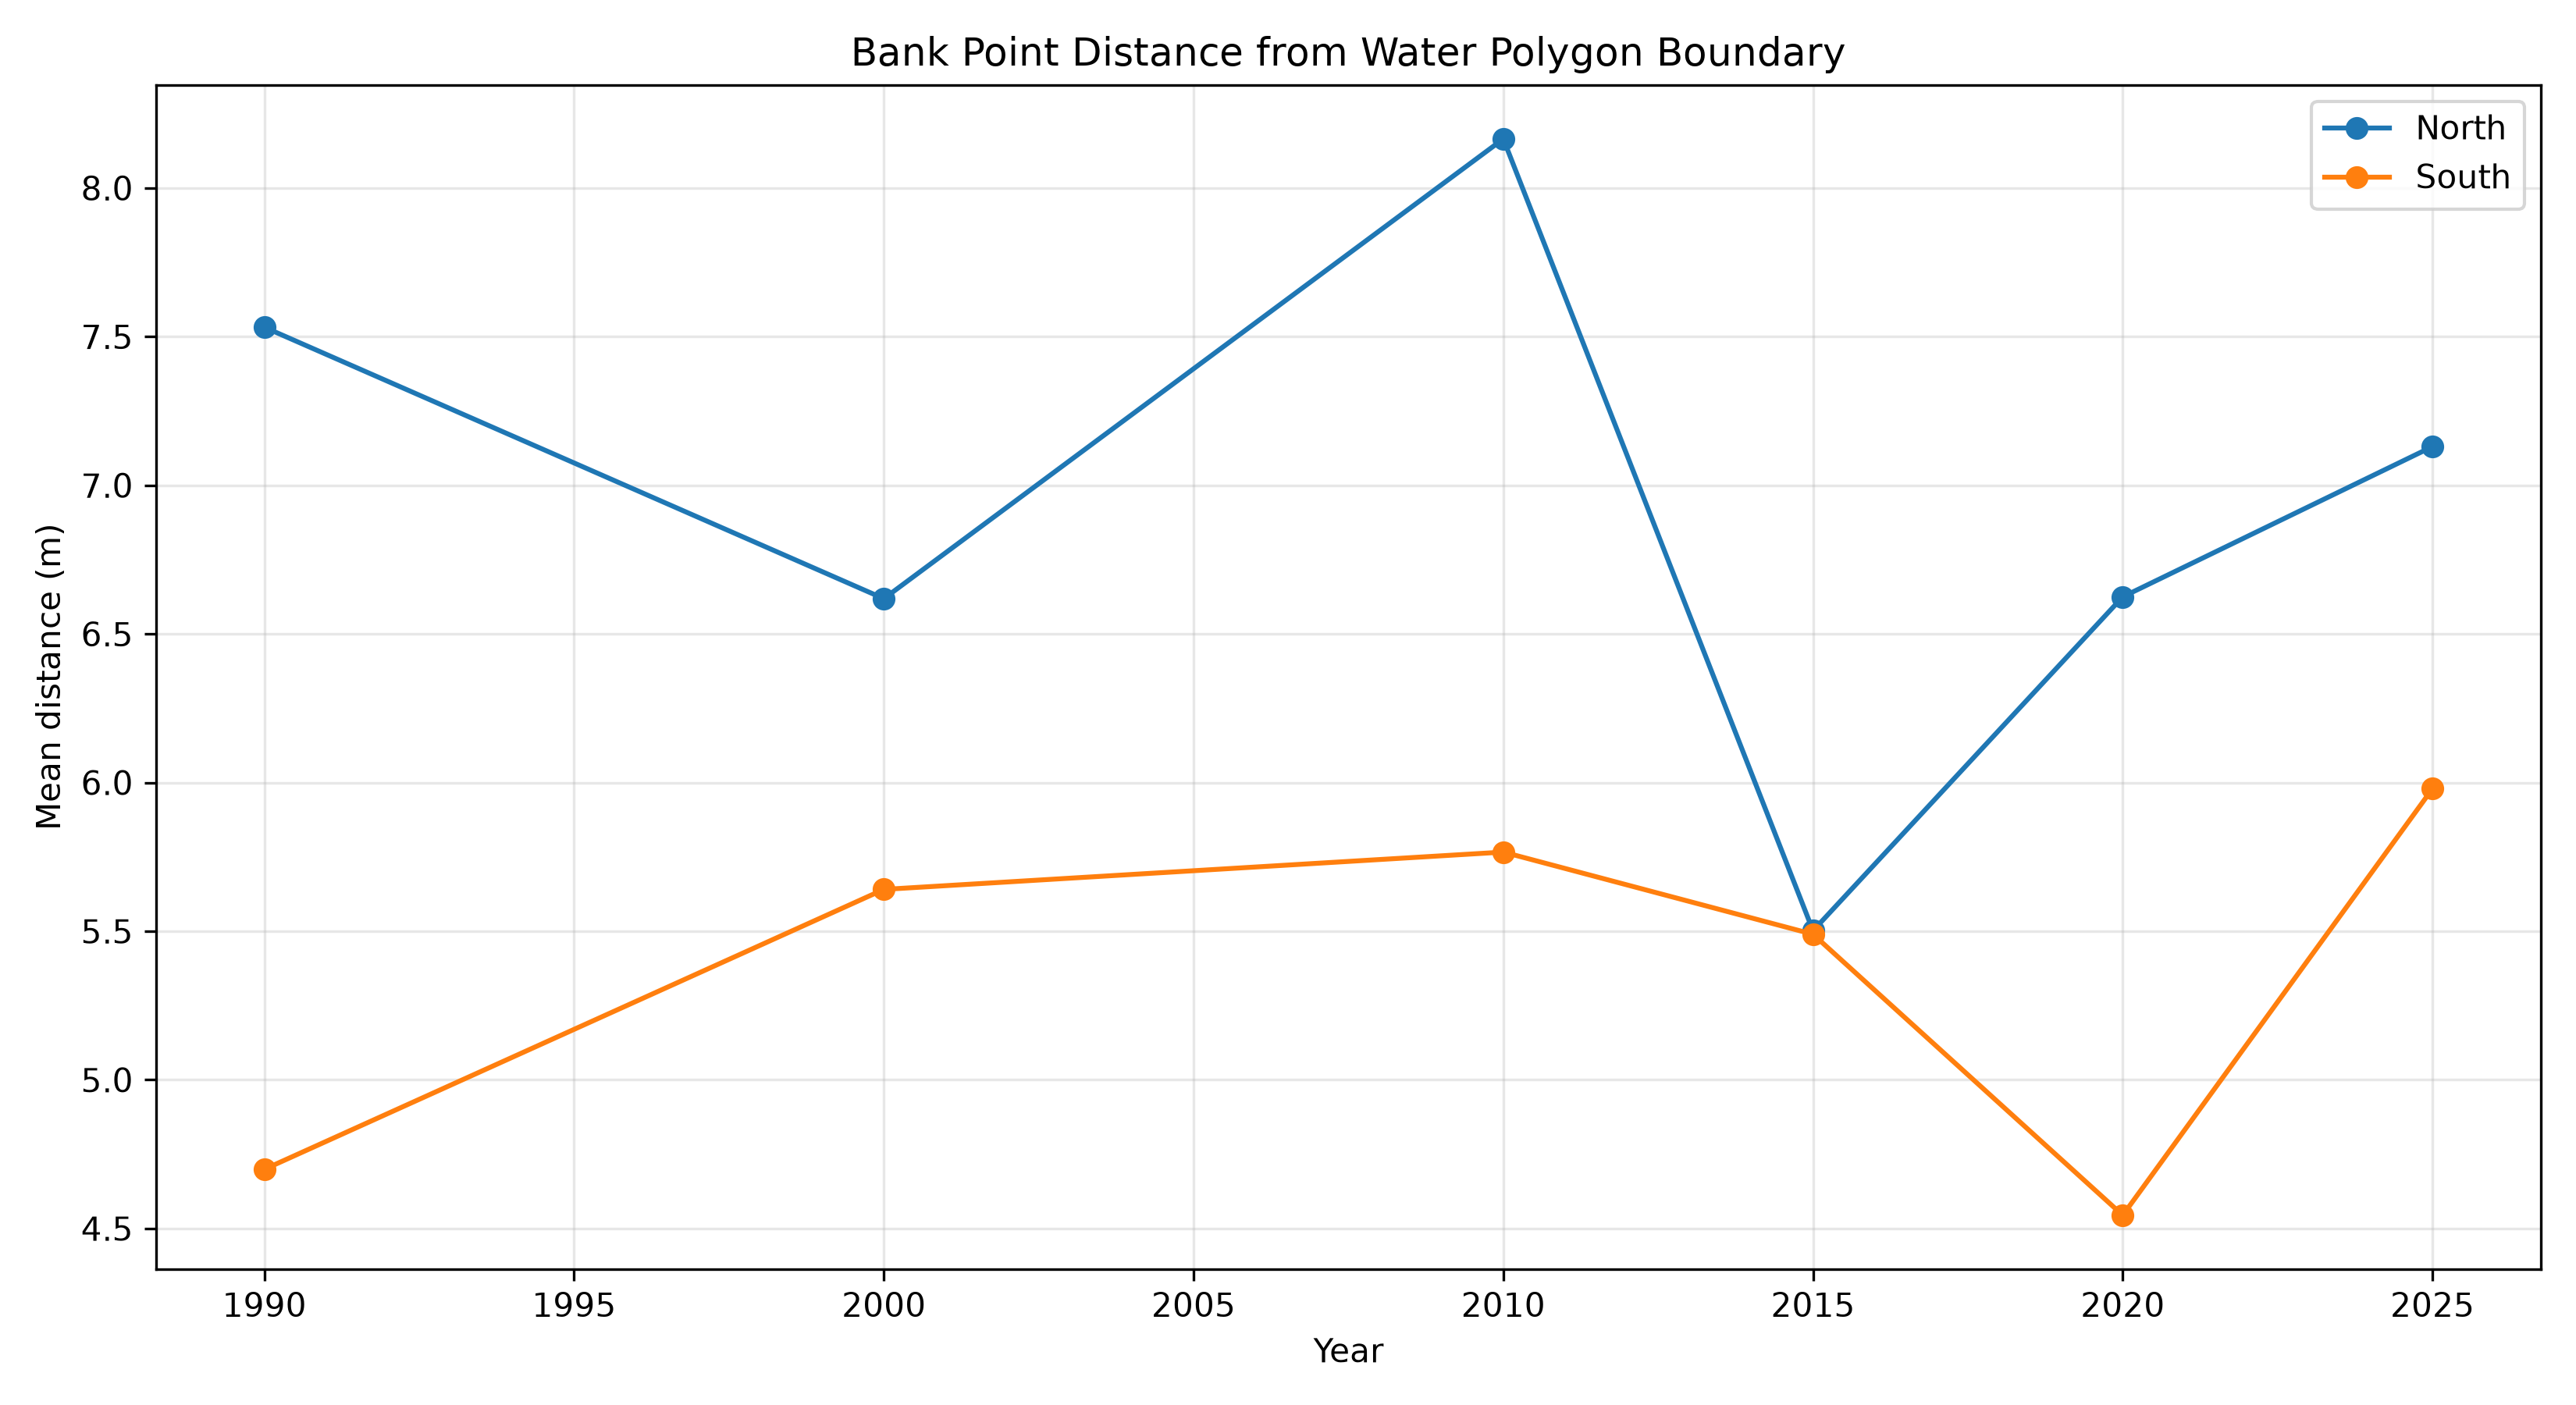 Bank Point Distance from Water Polygon Boundary
North
South
8.0
7.5
7.0
6.5
6.0
5.5
5.0
4.5
Mean distance (m)
1990 1995 2000 2005 2010 2015 2020 2025
Year